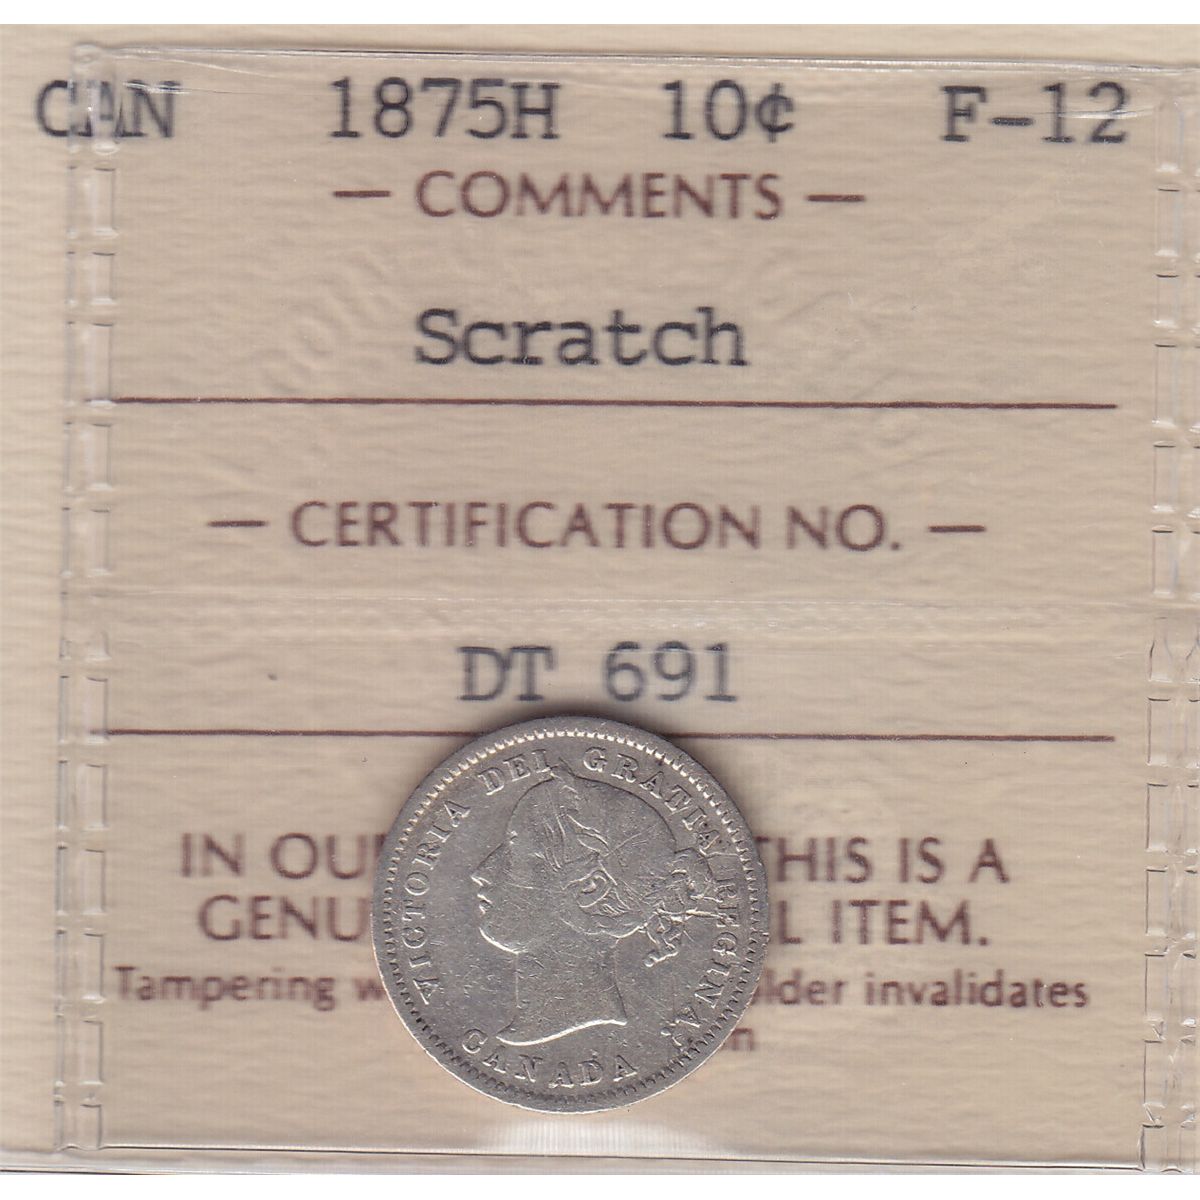 CAN 1875H 10¢ F-12
— COMMENTS —
Scratch
— CERTIFICATION NO. —
DT 691
IN OU THIS IS A
GENU L ITEM.
Tampering w older invalidates
n
VICTORIA DEI GRATIA REGINA.
CANADA